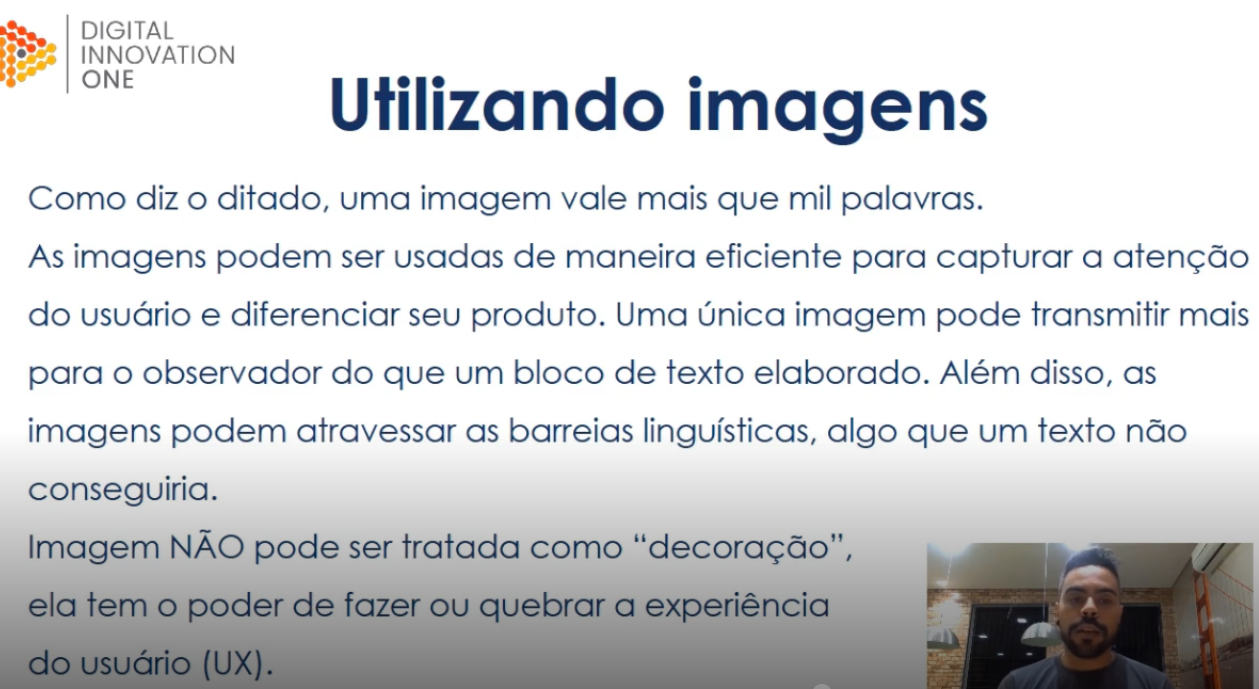 DIGITAL
INNOVATION
ONE
Utilizando imagens
Como diz o ditado, uma imagem vale mais que mil palavras.
As imagens podem ser usadas de maneira eficiente para capturar a atenção
do usuário e diferenciar seu produto. Uma única imagem pode transmitir mais
para o observador do que um bloco de texto elaborado. Além disso, as
imagens podem atravessar as barreias linguísticas, algo que um texto não
conseguiria.
Imagem NÃO pode ser tratada como “decoração”,
ela tem o poder de fazer ou quebrar a experiência
do usuário (UX).